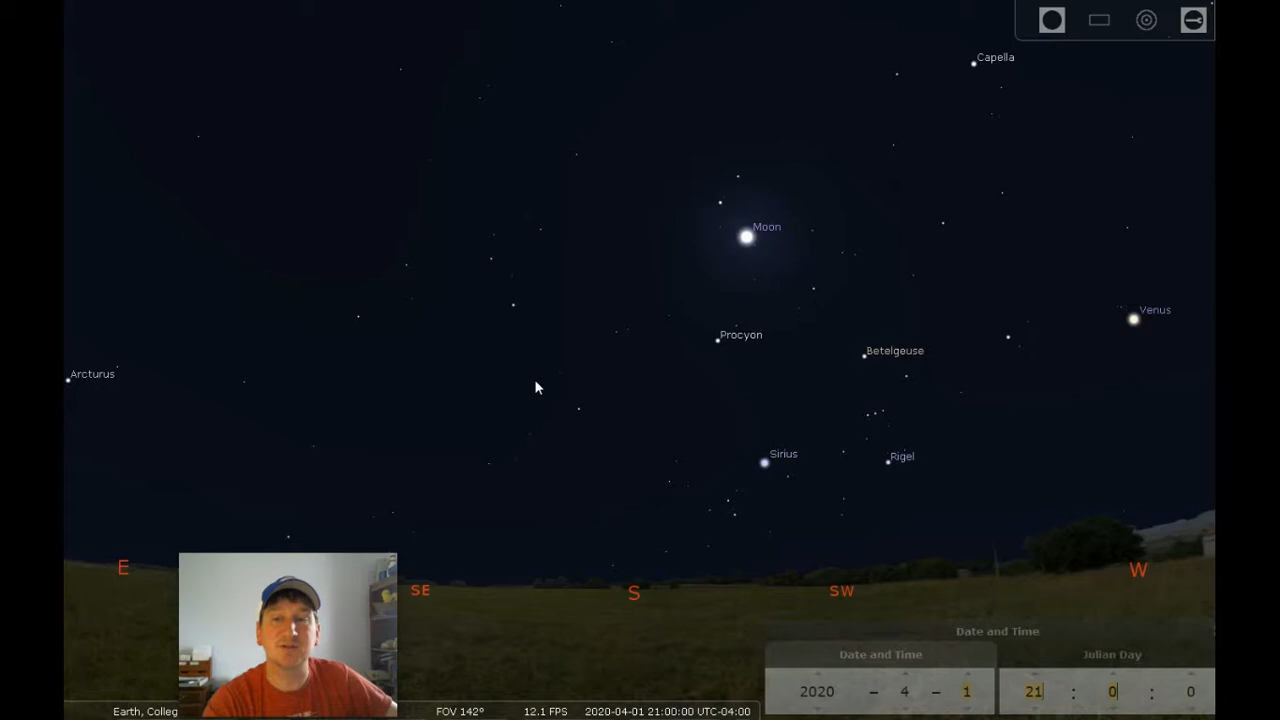 Capella
Moon
Venus
Procyon
Betelgeuse
Arcturus
Sirius
Rigel
E
SE
S
SW
W
Date and Time
Date and Time
Julian Day
2020 - 4 - 1
21 : 0 : 0
Earth, Colleg
FOV 142°
12.1 FPS
2020-04-01 21:00:00 UTC-04:00